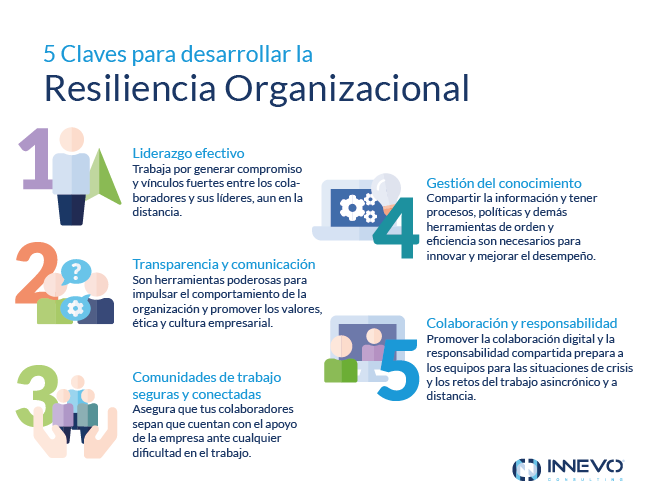 5 Claves para desarrollar la
Resiliencia Organizacional
1
Liderazgo efectivo
Trabaja por generar compromiso
y vínculos fuertes entre los cola-
boradores y sus líderes, aun en la
distancia.
2
?
Transparencia y comunicación
Son herramientas poderosas para
impulsar el comportamiento de la
organización y promover los valores,
ética y cultura empresarial.
3
Comunidades de trabajo
seguras y conectadas
Asegura que tus colaboradores
sepan que cuentan con el apoyo
de la empresa ante cualquier
dificultad en el trabajo.
4
Gestión del conocimiento
Compartir la información y tener
procesos, políticas y demás
herramientas de orden y
eficiencia son necesarios para
innovar y mejorar el desempeño.
5
Colaboración y responsabilidad
Promover la colaboración digital y la
responsabilidad compartida prepara a
los equipos para las situaciones de crisis
y los retos del trabajo asincrónico y a
distancia.
INNEVO
CONSULTING